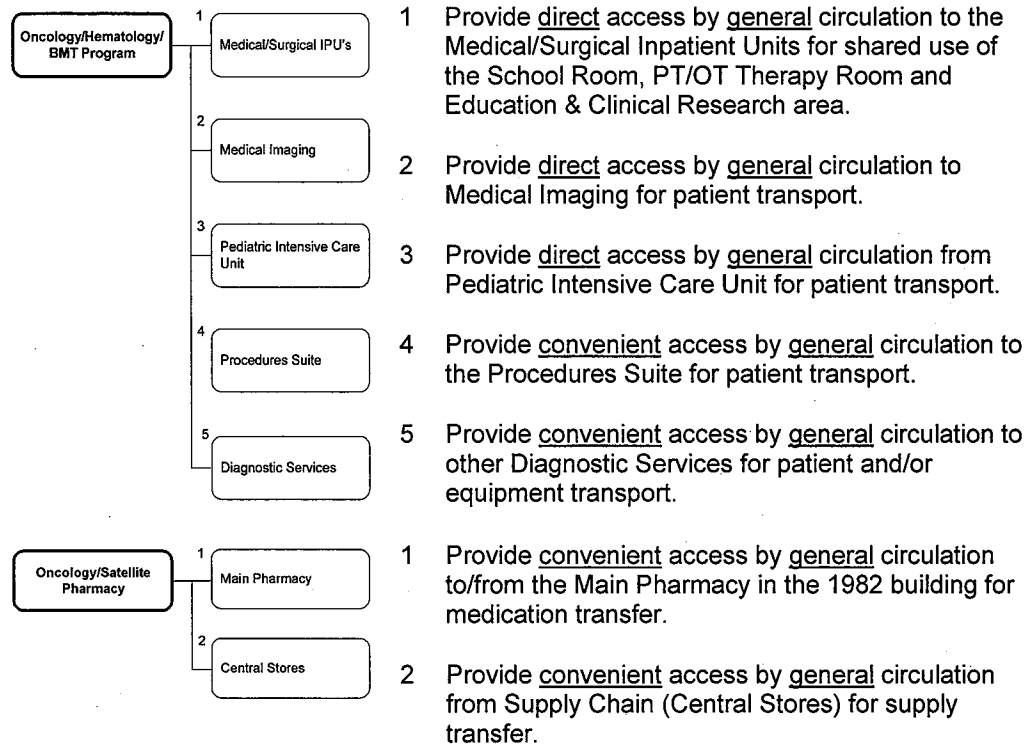 Oncology/Hematology/
BMT Program
1
Medical/Surgical IPU's
2
Medical Imaging
3
Pediatric Intensive Care
Unit
4
Procedures Suite
5
Diagnostic Services
1 Provide direct access by general circulation to the
Medical/Surgical Inpatient Units for shared use of
the School Room, PT/OT Therapy Room and
Education & Clinical Research area.
2 Provide direct access by general circulation to
Medical Imaging for patient transport.
3 Provide direct access by general circulation from
Pediatric Intensive Care Unit for patient transport.
4 Provide convenient access by general circulation to
the Procedures Suite for patient transport.
5 Provide convenient access by general circulation to
other Diagnostic Services for patient and/or
equipment transport.
Oncology/Satellite
Pharmacy
1
Main Pharmacy
2
Central Stores
1 Provide convenient access by general circulation
to/from the Main Pharmacy in the 1982 building for
medication transfer.
2 Provide convenient access by general circulation
from Supply Chain (Central Stores) for supply
transfer.